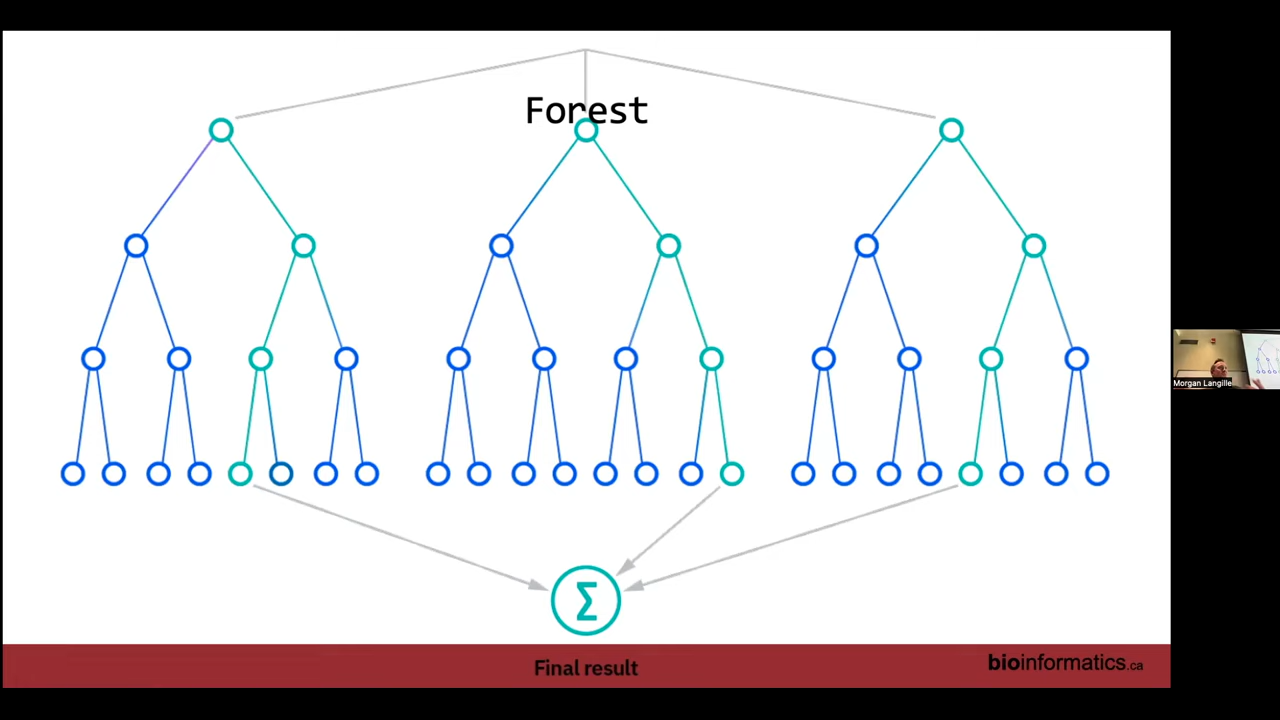 Forest
Morgan Langille
Σ
Final result
bioinformatics.ca